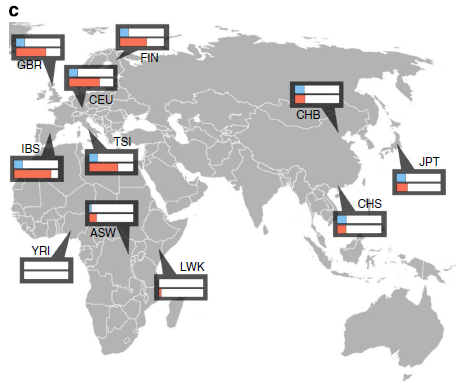 c
FIN
GBR
CEU
CHB
IBS
TSI
JPT
CHS
ASW
YRI
LWK